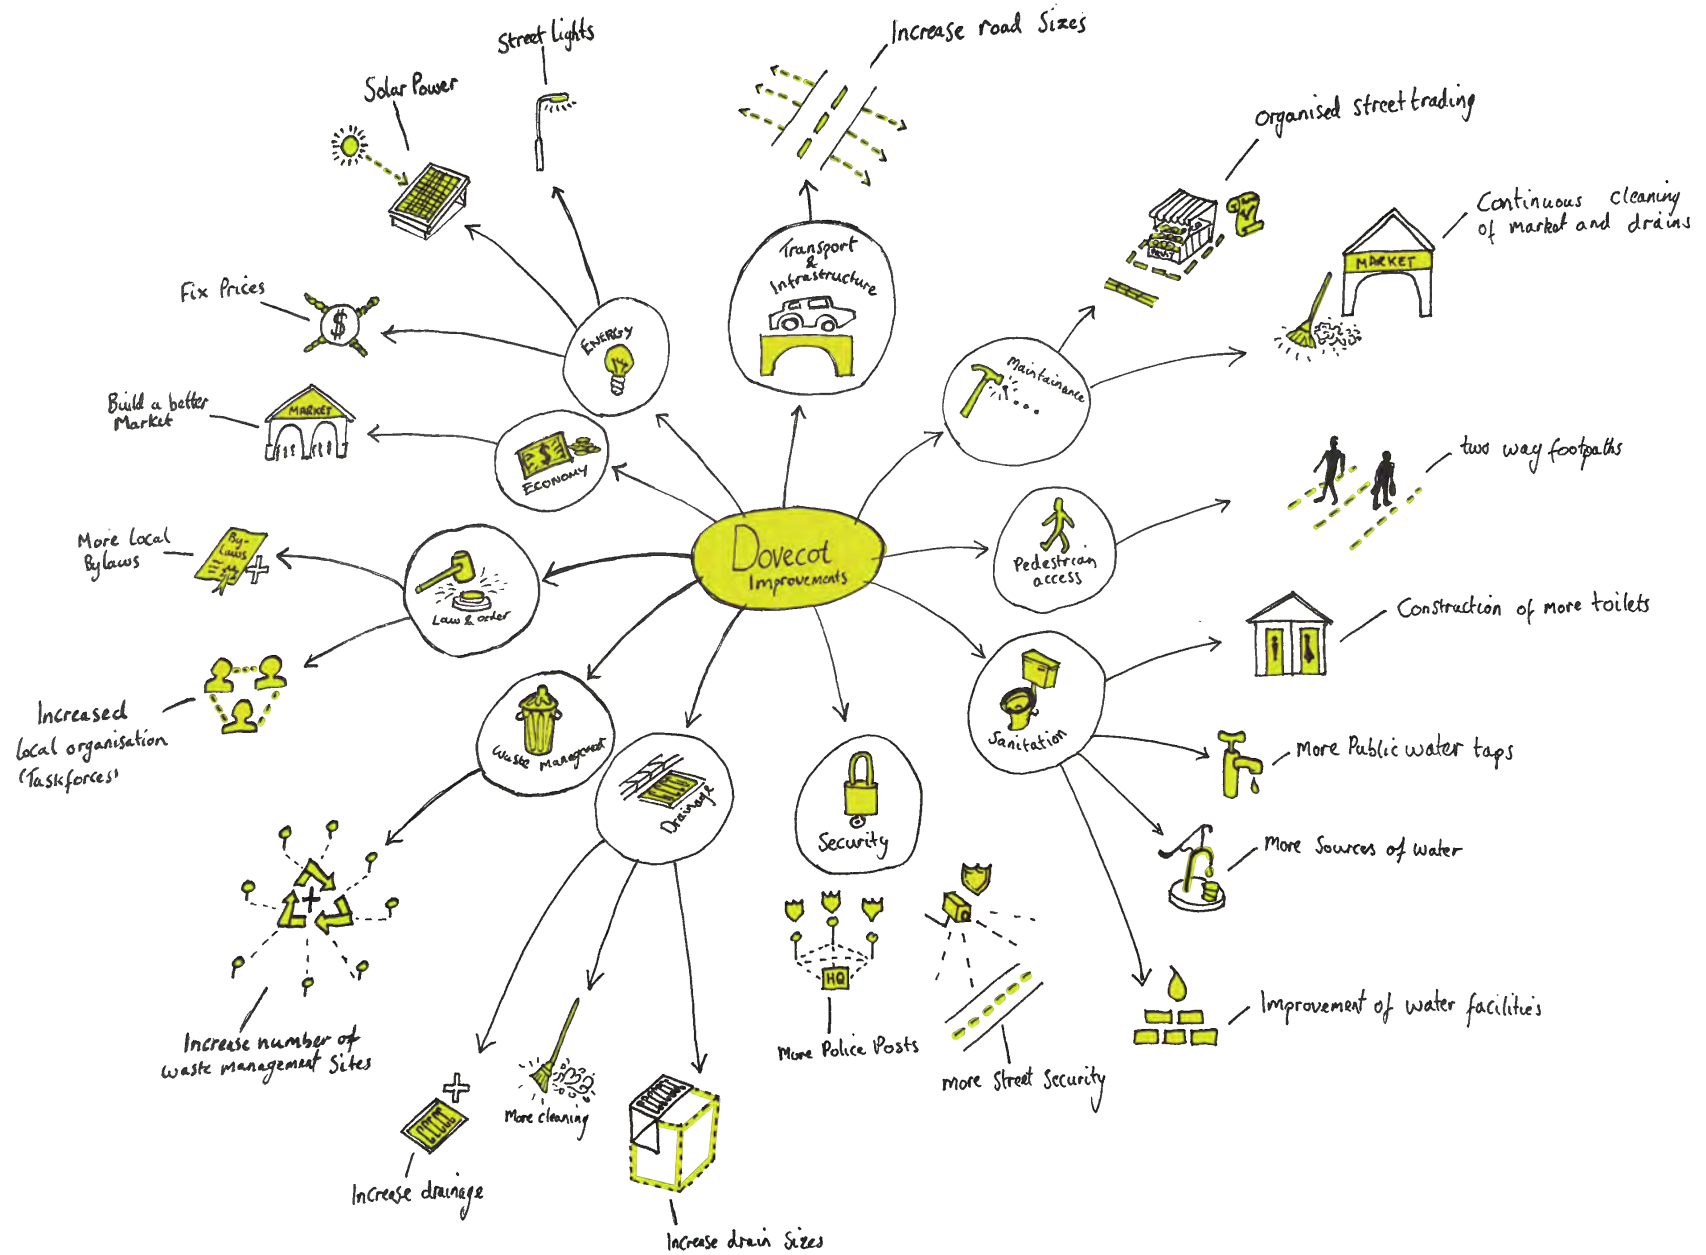 Street Lights
Increase road Sizes
Solar Power
Organised street trading
FRUIT
Continuous cleaning
of market and drains
MARKET
Transport
&
Infrastructure
Fix Prices
$
ENERGY
Maintainance
Build a better
Market
MARKET
$
ECONOMY
two way footpaths
More Local
Bylaws
By-
Laws
Law & order
Dovecot
Improvements
Pedestrian
access
Construction of more toilets
Increased
local organisation
'Taskforces'
Waste Management
Drainage
Security
Sanitation
More Public water taps
More Sources of water
HQ
Increase number of
waste management Sites
More Police Posts
more Street Security
Improvement of water facilities
More cleaning
Increase drainage
Increase drain Sizes